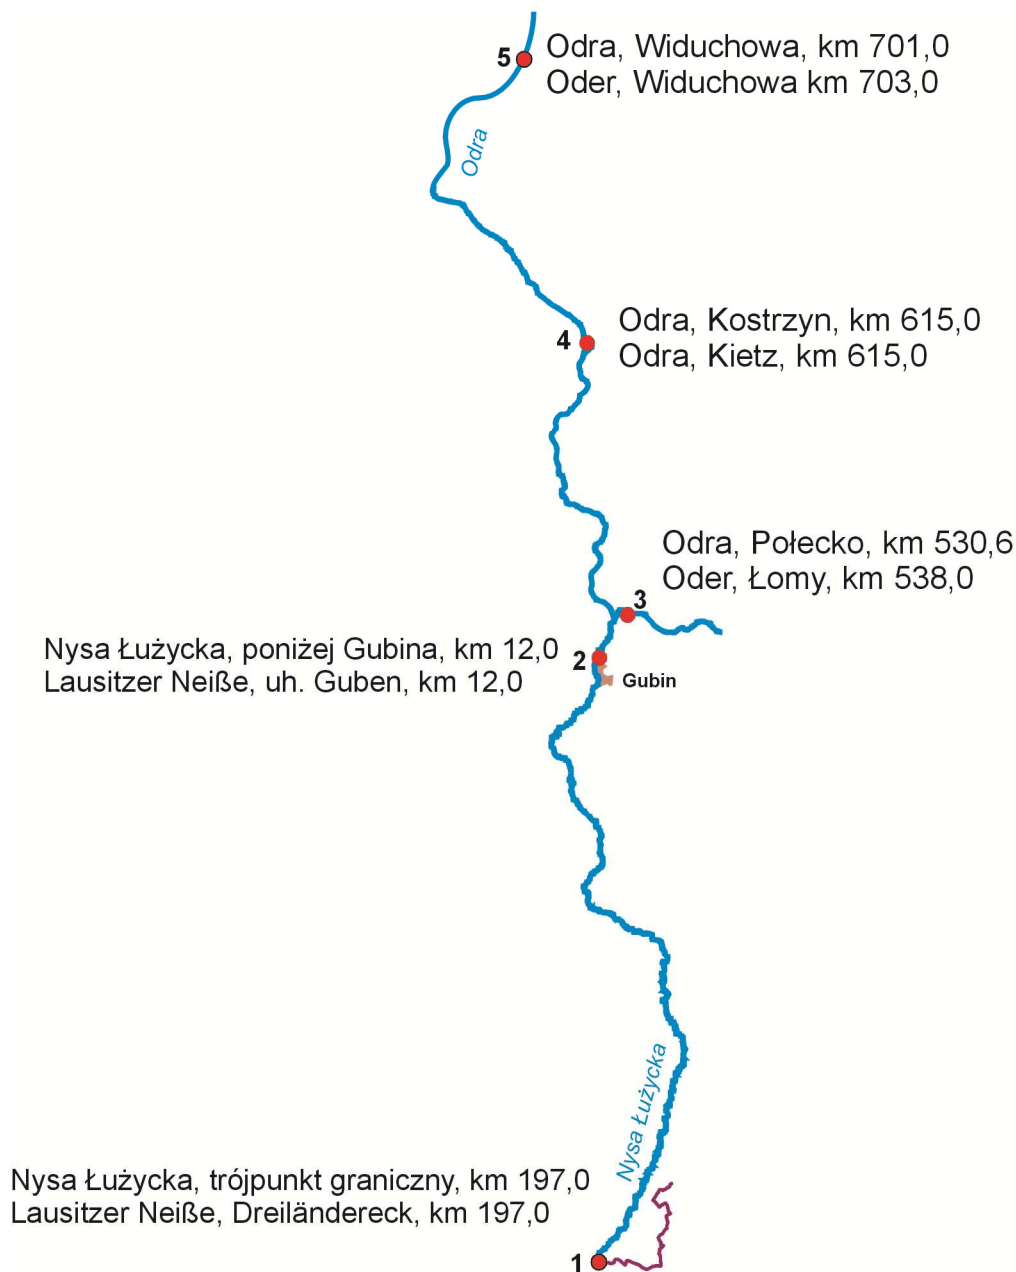 5
Odra, Widuchowa, km 701,0
Oder, Widuchowa km 703,0
Odra
4
Odra, Kostrzyn, km 615,0
Odra, Kietz, km 615,0
Odra, Połecko, km 530,6
Oder, Łomy, km 538,0
3
Nysa Łużycka, poniżej Gubina, km 12,0
Lausitzer Neiße, uh. Guben, km 12,0
2
Gubin
Nysa Łużycka
Nysa Łużycka, trójpunkt graniczny, km 197,0
Lausitzer Neiße, Dreiländereck, km 197,0
1